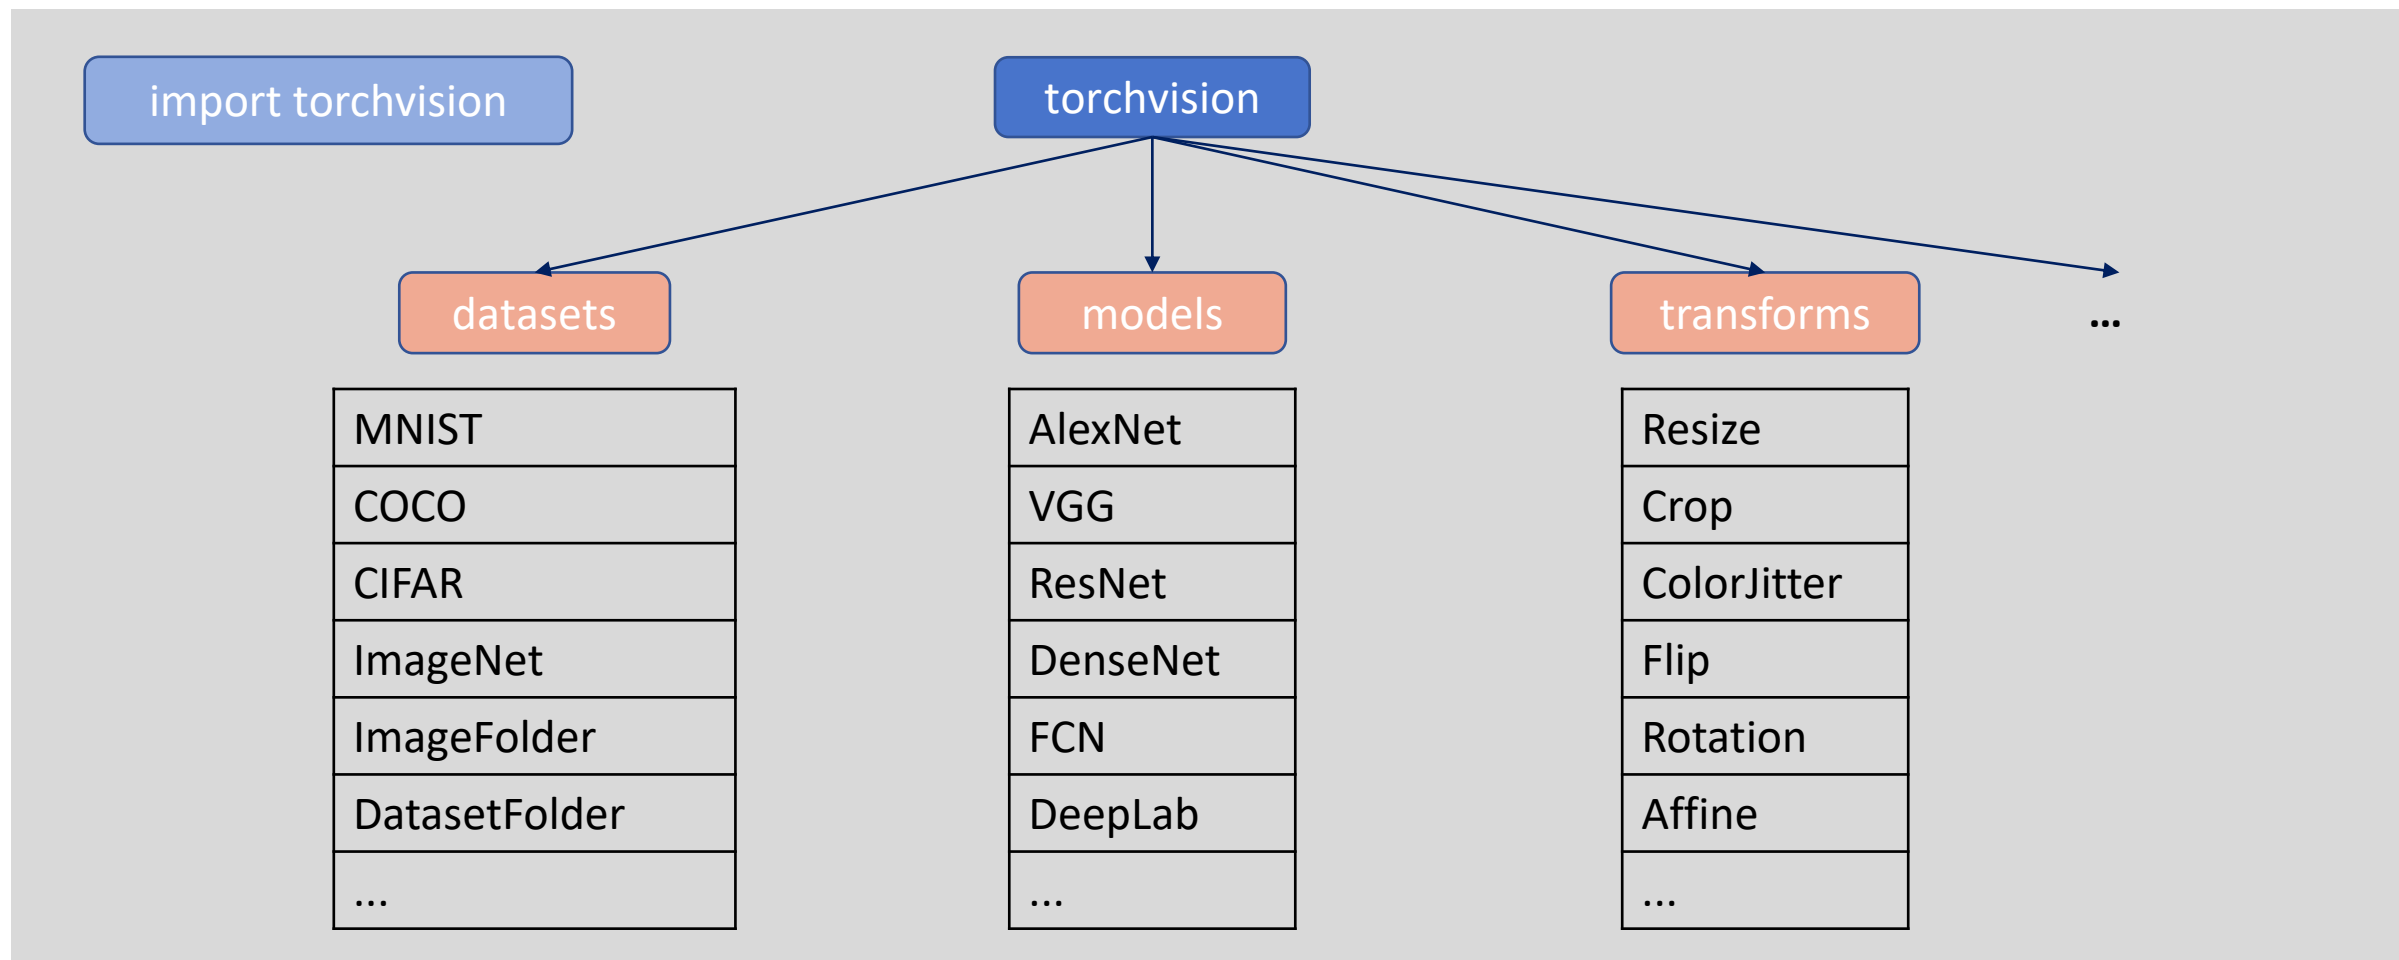 import torchvision
torchvision
datasets
models
transforms
...
MNIST
COCO
CIFAR
ImageNet
ImageFolder
DatasetFolder
...
AlexNet
VGG
ResNet
DenseNet
FCN
DeepLab
...
Resize
Crop
ColorJitter
Flip
Rotation
Affine
...